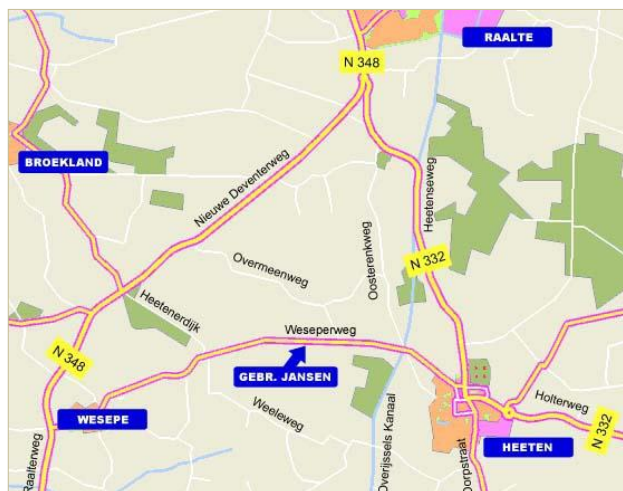 RAALTE
N 348
BROEKLAND
Nieuwe Deventerweg
Heetenseweg
Oosterenkweg
Overmeenweg
N 332
Heetenerdijk
Weseperweg
N 348
GEBR. JANSEN
WESEPE
Weeleweg
Holterweg
N 332
HEETEN
Raalterweg
Overijssels Kanaal
Dorpstraat